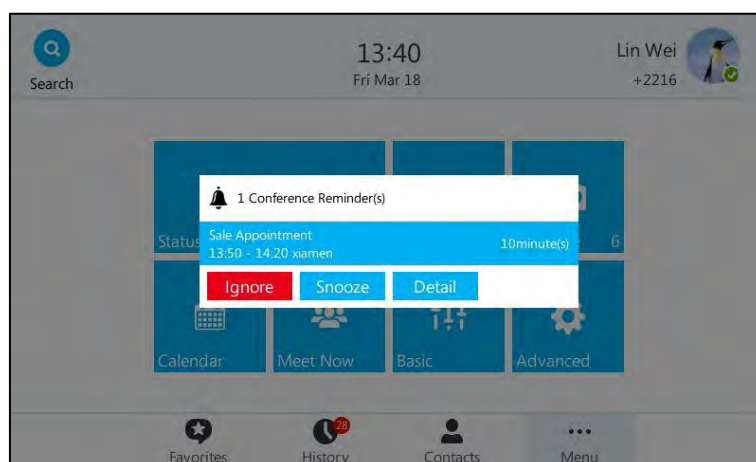 13:40
Lin Wei
Search
Fri Mar 18
+2216
1 Conference Reminder(s)
Status
Sale Appointment
10minute(s)
6
13:50 - 14:20 xiamen
Ignore
Snooze
Detail
Calendar
Meet Now
Basic
Advanced
28
Favorites
History
Contacts
Menu